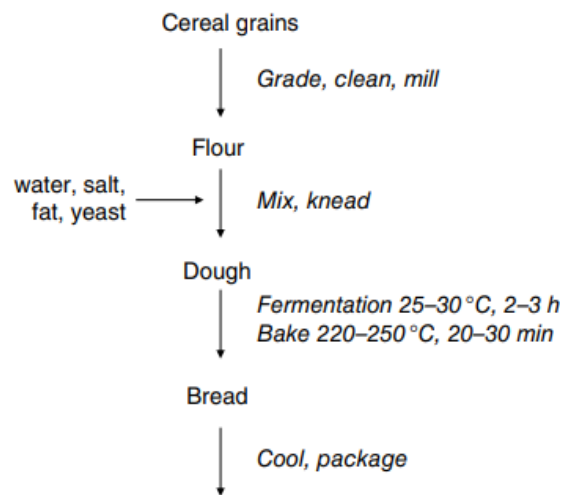 Cereal grains
Grade, clean, mill
Flour
water, salt,
fat, yeast
Mix, knead
Dough
Fermentation 25–30 °C, 2–3 h
Bake 220–250 °C, 20–30 min
Bread
Cool, package